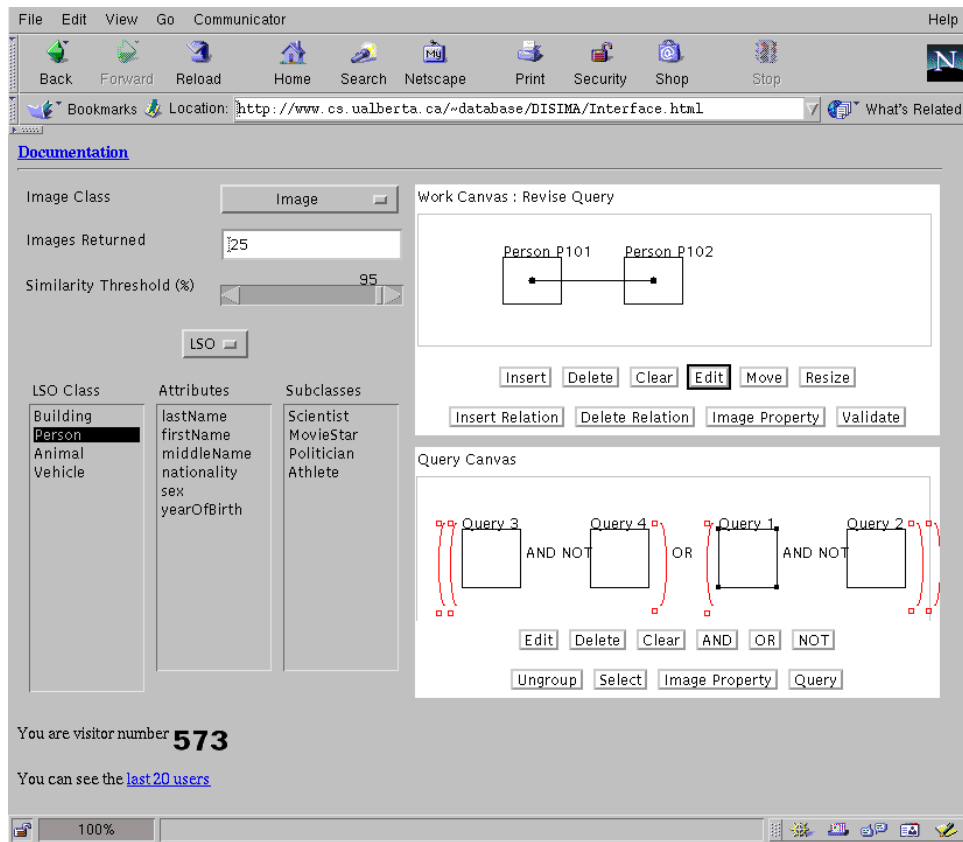 File Edit View Go Communicator Help
My
N
Back Forward Reload Home Search Netscape Print Security Shop Stop
Bookmarks Location: http://www.cs.ualberta.ca/~database/DISIMA/Interface.html What's Related
Documentation
Image Class Image
Images Returned 25
Similarity Threshold (%) 95
LSO
LSO Class Attributes Subclasses
Building lastName Scientist
Person firstName MovieStar
Animal middleName Politician
Vehicle nationality Athlete
sex
yearOfBirth
Work Canvas : Revise Query
Person P101 Person P102
Insert Delete Clear Edit Move Resize
Insert Relation Delete Relation Image Property Validate
Query Canvas
((Query 3 AND NOT Query 4) OR (Query 1 AND NOT Query 2))
Edit Delete Clear AND OR NOT
Ungroup Select Image Property Query
You are visitor number 573
You can see the last 20 users
100%